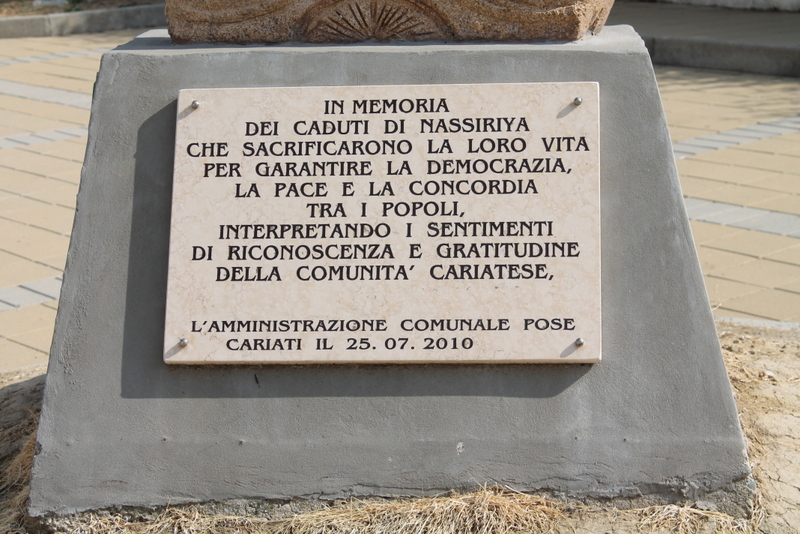 IN MEMORIA
DEI CADUTI DI NASSIRIYA
CHE SACRIFICARONO LA LORO VITA
PER GARANTIRE LA DEMOCRAZIA,
LA PACE E LA CONCORDIA
TRA I POPOLI,
INTERPRETANDO I SENTIMENTI
DI RICONOSCENZA E GRATITUDINE
DELLA COMUNITA' CARIATESE,
L'AMMINISTRAZIONE COMUNALE POSE
CARIATI IL 25.07.2010